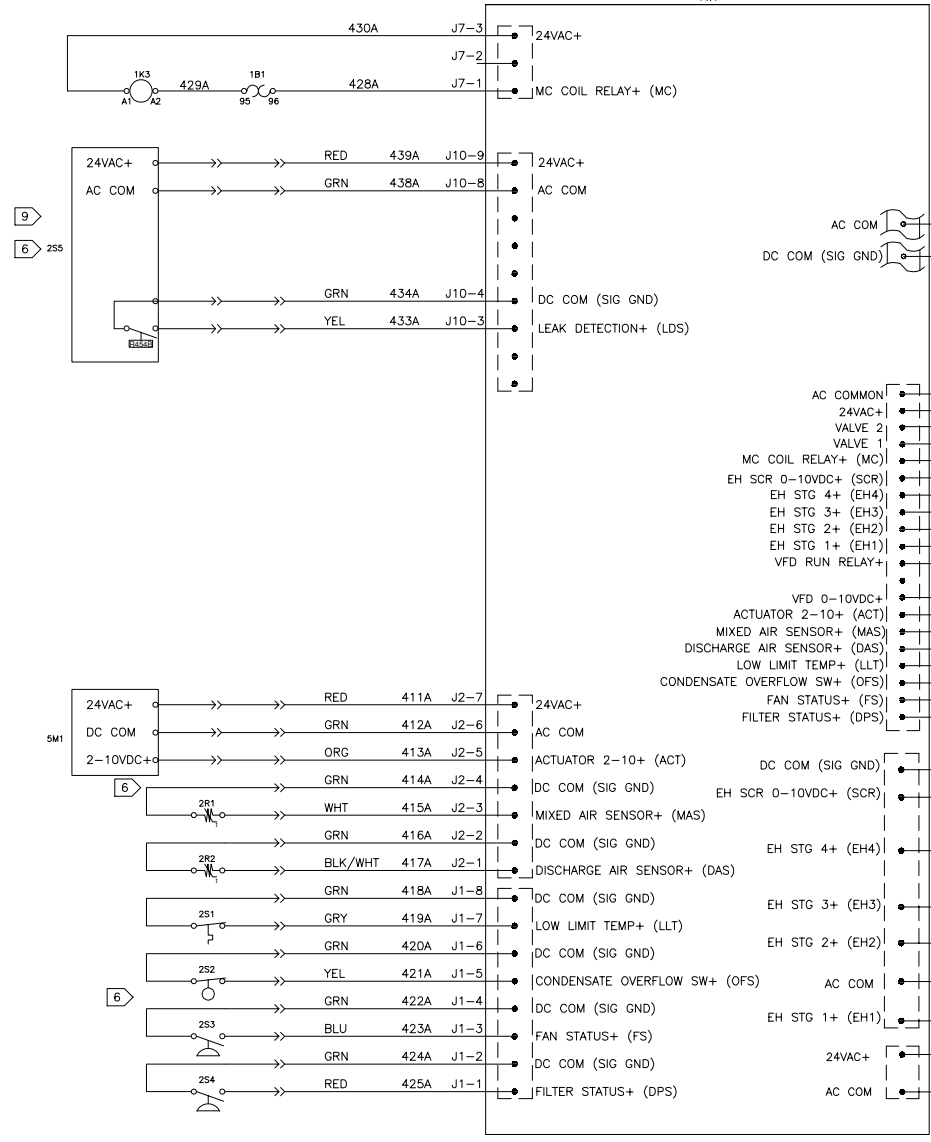 430A J7-3 24VAC+
J7-2
1K3 1B1
A1 A2 429A 95 96 428A J7-1 MC COIL RELAY+ (MC)
24VAC+ RED 439A J10-9 24VAC+
AC COM GRN 438A J10-8 AC COM
9
6 2S5
GRN 434A J10-4 DC COM (SIG GND)
YEL 433A J10-3 LEAK DETECTION+ (LDS)
AC COM
DC COM (SIG GND)
AC COMMON
24VAC+
VALVE 2
VALVE 1
MC COIL RELAY+ (MC)
EH SCR 0-10VDC+ (SCR)
EH STG 4+ (EH4)
EH STG 3+ (EH3)
EH STG 2+ (EH2)
EH STG 1+ (EH1)
VFD RUN RELAY+
VFD 0-10VDC+
ACTUATOR 2-10+ (ACT)
MIXED AIR SENSOR+ (MAS)
DISCHARGE AIR SENSOR+ (DAS)
LOW LIMIT TEMP+ (LLT)
CONDENSATE OVERFLOW SW+ (OFS)
FAN STATUS+ (FS)
FILTER STATUS+ (DPS)
24VAC+ RED 411A J2-7 24VAC+
5M1 DC COM GRN 412A J2-6 AC COM
2-10VDC+ ORG 413A J2-5 ACTUATOR 2-10+ (ACT)
6 GRN 414A J2-4 DC COM (SIG GND)
2R1 WHT 415A J2-3 MIXED AIR SENSOR+ (MAS)
GRN 416A J2-2 DC COM (SIG GND)
2R2 BLK/WHT 417A J2-1 DISCHARGE AIR SENSOR+ (DAS)
GRN 418A J1-8 DC COM (SIG GND)
2S1 GRY 419A J1-7 LOW LIMIT TEMP+ (LLT)
GRN 420A J1-6 DC COM (SIG GND)
2S2 YEL 421A J1-5 CONDENSATE OVERFLOW SW+ (OFS)
6 GRN 422A J1-4 DC COM (SIG GND)
2S3 BLU 423A J1-3 FAN STATUS+ (FS)
GRN 424A J1-2 DC COM (SIG GND)
2S4 RED 425A J1-1 FILTER STATUS+ (DPS)
DC COM (SIG GND)
EH SCR 0-10VDC+ (SCR)
EH STG 4+ (EH4)
EH STG 3+ (EH3)
EH STG 2+ (EH2)
AC COM
EH STG 1+ (EH1)
24VAC+
AC COM